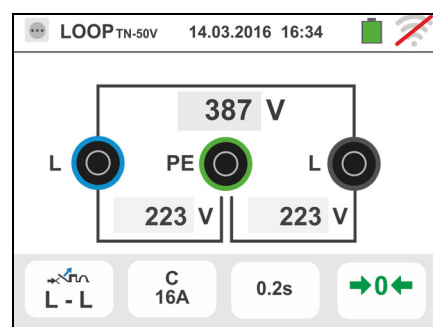 LOOP TN-50V 14.03.2016 16:34
387 V
L PE L
223 V 223 V
L - L
C
16A
0.2s
0